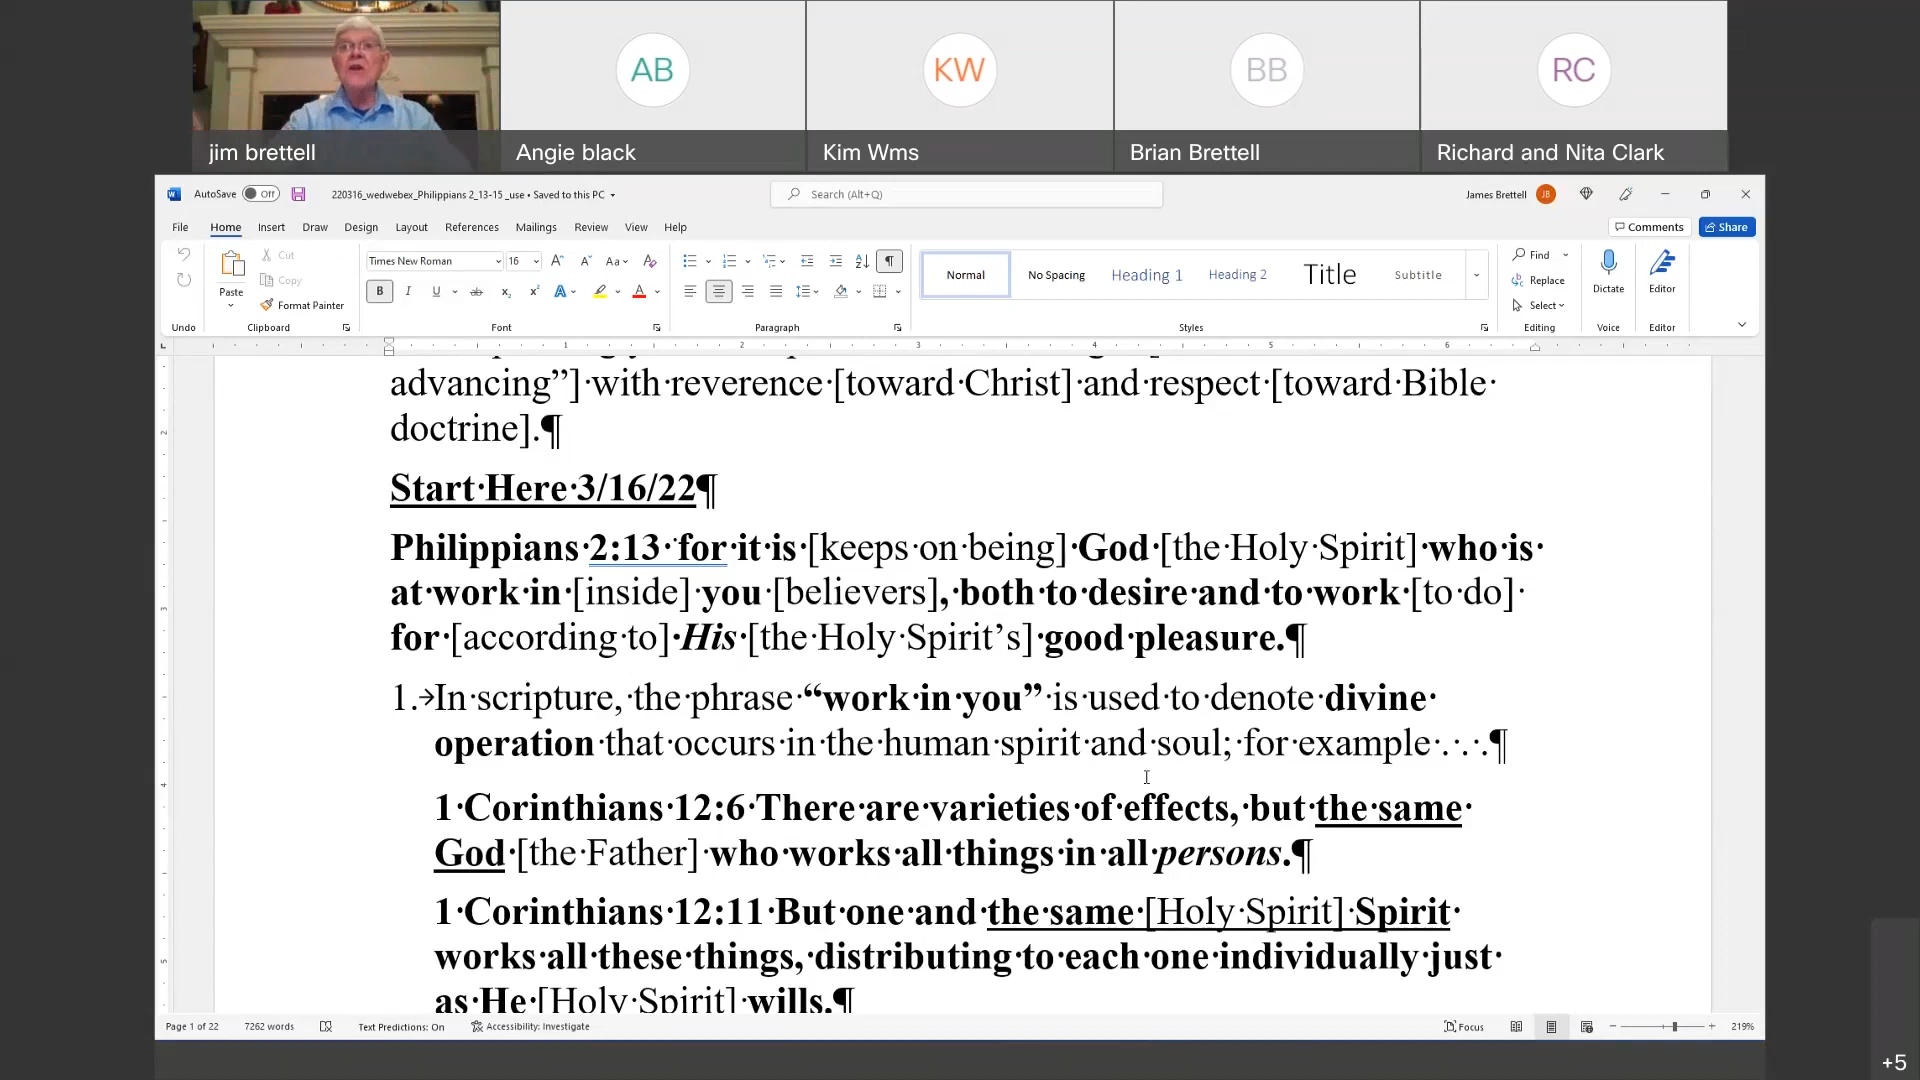 AB
KW
BB
RC
jim brettell
Angie black
Kim Wms
Brian Brettell
Richard and Nita Clark
AutoSave Off
220316_wedwebex_Philippians 2_13-15 _use • Saved to this PC
Search (Alt+Q)
James Brettell JB
File Home Insert Draw Design Layout References Mailings Review View Help
Comments Share
Paste
Cut
Copy
Format Painter
Times New Roman 16
Normal
No Spacing
Heading 1
Heading 2
Title
Subtitle
Find
Replace
Select
Dictate
Editor
Undo Clipboard Font Paragraph Styles Editing Voice Editor
1 2 3 4 5 6
advancing”] with reverence [toward Christ] and respect [toward Bible
doctrine].¶
Start Here 3/16/22¶
Philippians 2:13 for it is [keeps on being] God [the Holy Spirit] who is
at work in [inside] you [believers], both to desire and to work [to do]
for [according to] His [the Holy Spirit’s] good pleasure.¶
1. In scripture, the phrase “work in you” is used to denote divine
operation that occurs in the human spirit and soul; for example . . .¶
1 Corinthians 12:6 There are varieties of effects, but the same
God [the Father] who works all things in all persons.¶
1 Corinthians 12:11 But one and the same [Holy Spirit] Spirit
works all these things, distributing to each one individually just
as He [Holy Spirit] wills.¶
Page 1 of 22 7262 words Text Predictions: On Accessibility: Investigate Focus 219%
+5